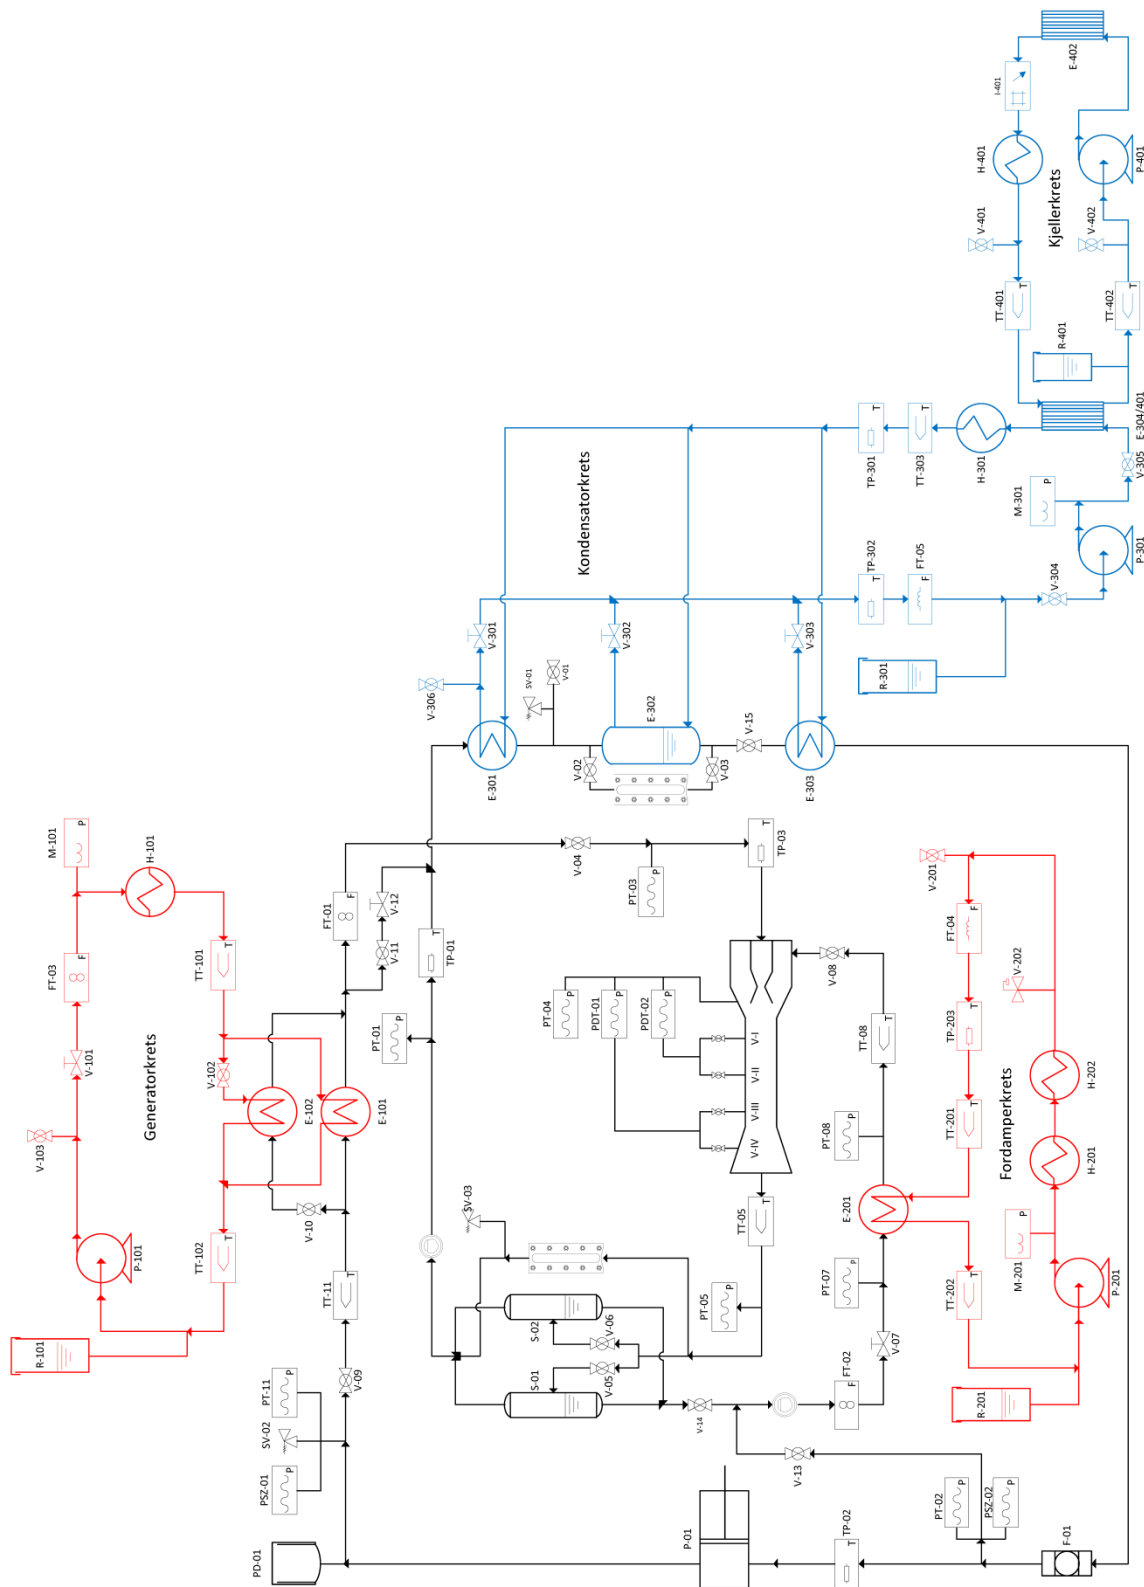 E-402
I-401
H-401
P-401
V-401
V-402
Kjellerkrets
TT-401
T
TT-402
T
R-401
E-304/401
V-305
H-301
TT-303
T
TP-301
T
M-301
P
P-301
V-304
Kondensatorkrets
TP-302
T
FT-05
F
R-301
V-301
V-302
V-303
V-306
E-301
SV-01
V-01
E-302
V-02
V-03
V-15
E-303
M-101
P
H-101
FT-03
F
TT-101
T
V-101
V-102
Generatorkrets
V-103
E-102
E-101
P-101
TT-102
T
R-101
V-10
TT-11
T
V-09
PT-11
P
SV-02
PSZ-01
P
PD-01
FT-01
F
V-12
V-11
TP-01
T
PT-01
P
V-04
PT-03
P
TP-03
T
PT-04
P
PDT-01
P
PDT-02
P
V-I
V-II
V-III
V-IV
V-08
TT-08
T
TT-05
T
PT-05
P
SV-03
S-02
S-01
V-06
V-05
V-14
PT-08
P
E-201
PT-07
P
V-07
FT-02
F
V-13
P-01
TP-02
T
PT-02
P
PSZ-02
P
F-01
V-201
FT-04
F
V-202
TP-203
T
TT-201
T
H-202
H-201
Fordamperkrets
TT-202
T
M-201
P
P-201
R-201